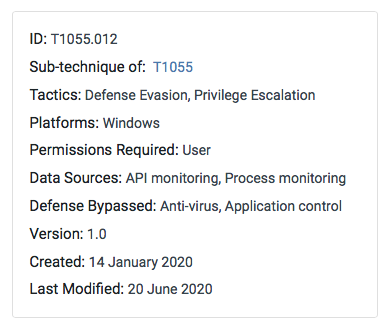 ID: T1055.012
Sub-technique of: T1055
Tactics: Defense Evasion, Privilege Escalation
Platforms: Windows
Permissions Required: User
Data Sources: API monitoring, Process monitoring
Defense Bypassed: Anti-virus, Application control
Version: 1.0
Created: 14 January 2020
Last Modified: 20 June 2020